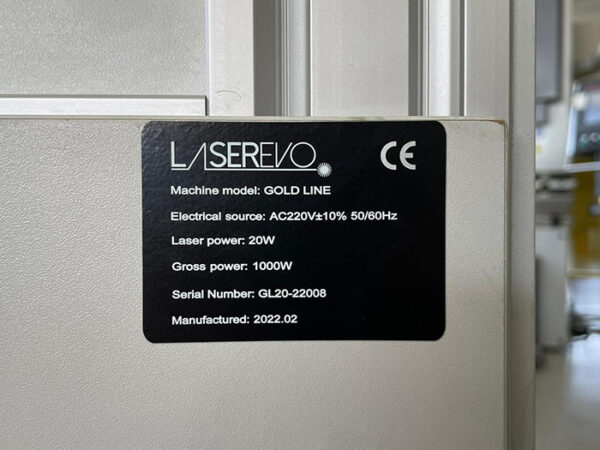 LASEREVO CE
Machine model: GOLD LINE
Electrical source: AC220V±10% 50/60Hz
Laser power: 20W
Gross power: 1000W
Serial Number: GL20-22008
Manufactured: 2022.02